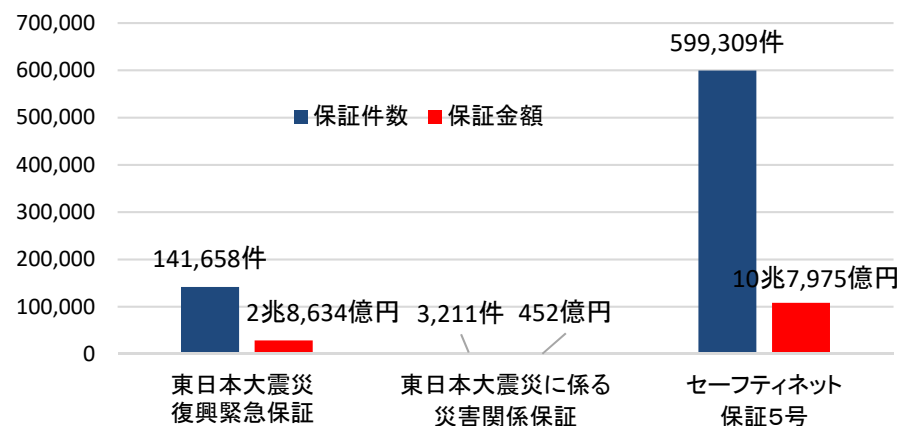 700,000
600,000
500,000
400,000
300,000
200,000
100,000
0
保証件数 保証金額
141,658件
2兆8,634億円
3,211件
452億円
599,309件
10兆7,975億円
東日本大震災
復興緊急保証
東日本大震災に係る
災害関係保証
セーフティネット
保証5号